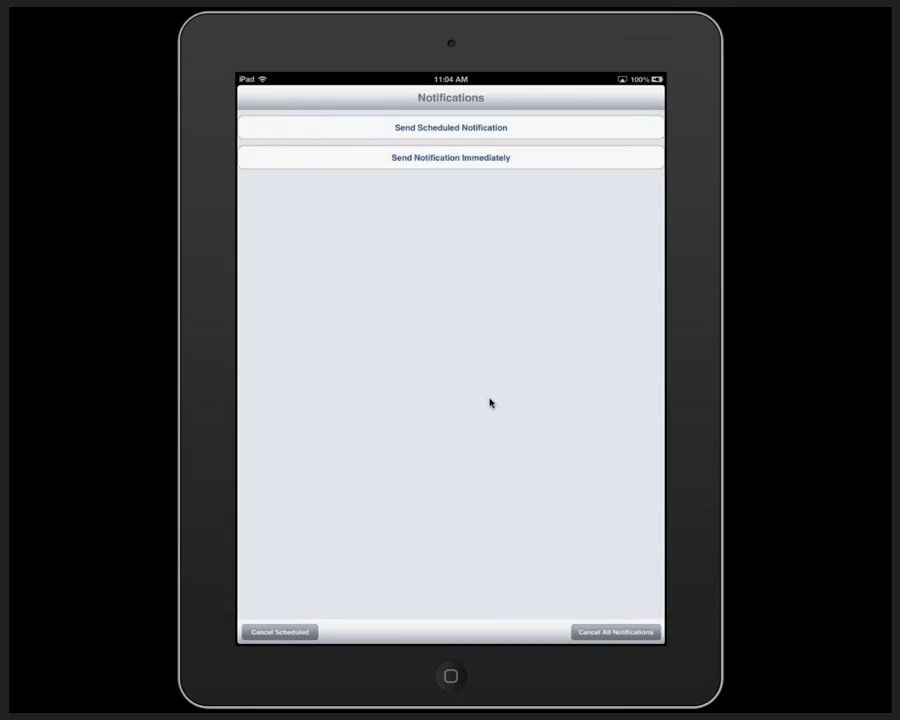 iPad 11:04 AM 100%
Notifications
Send Scheduled Notification
Send Notification Immediately
Cancel Scheduled Cancel All Notifications